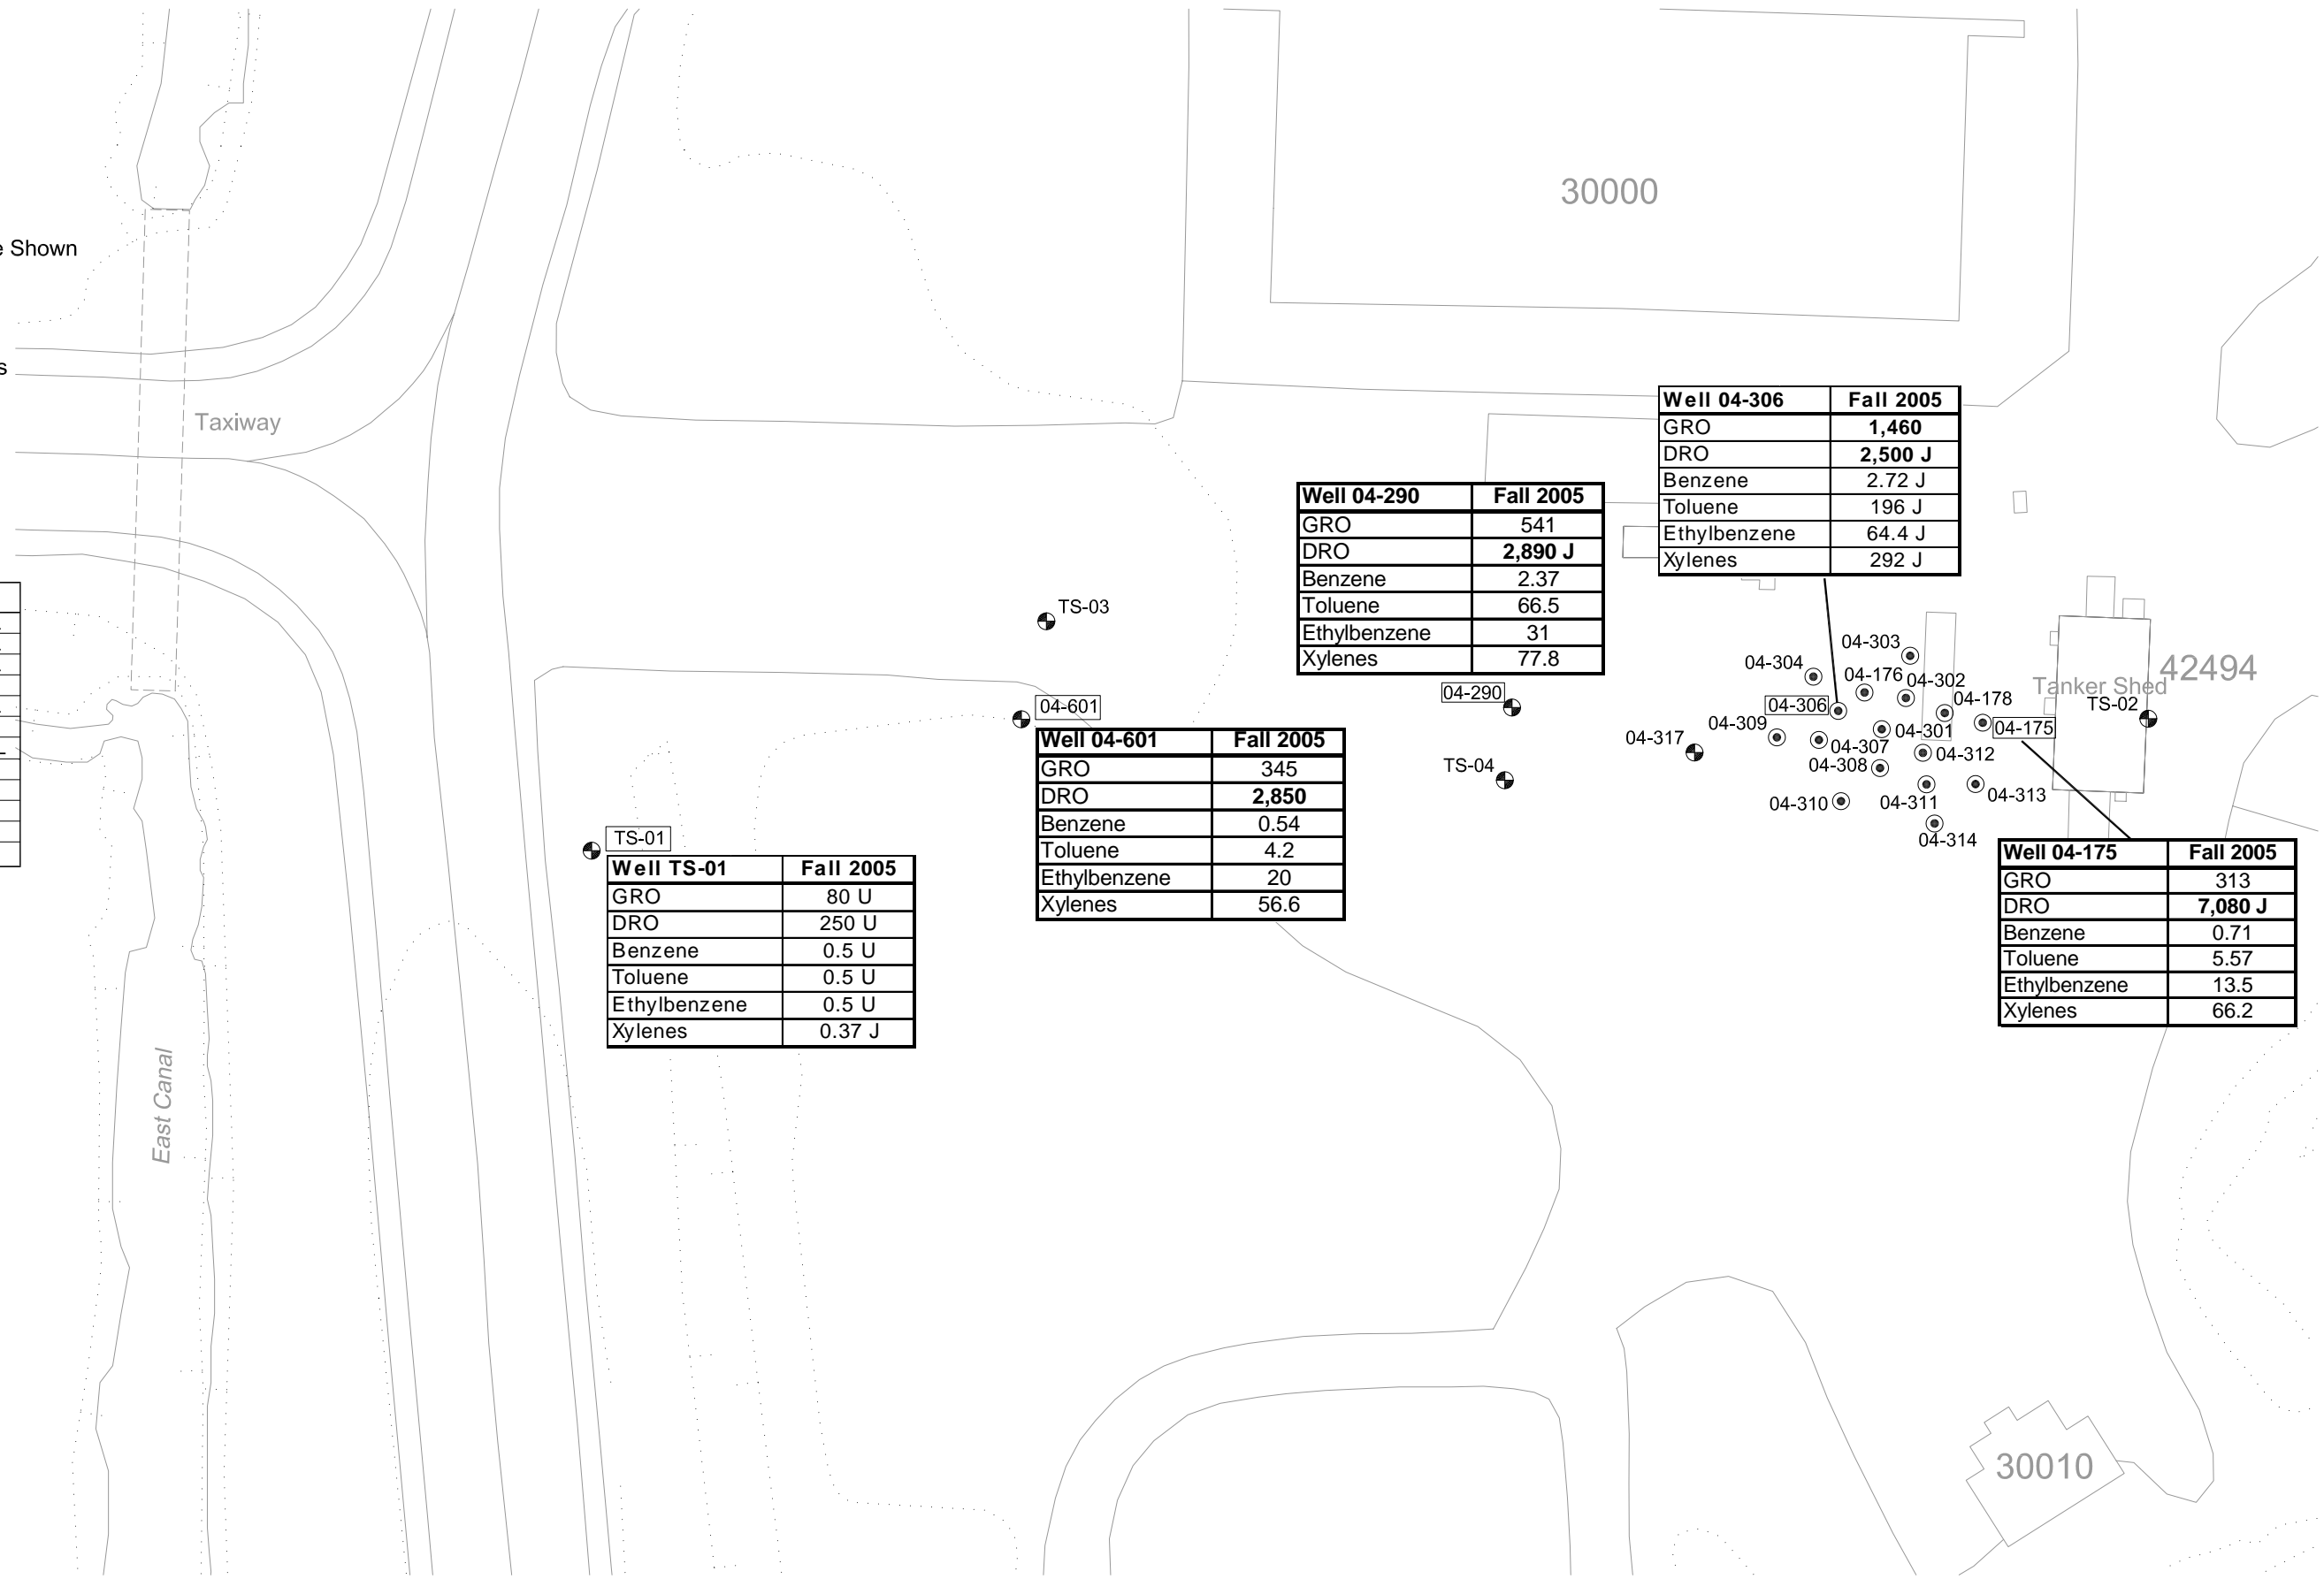 e Shown
s
30000
Taxiway
Well 04-306 Fall 2005
GRO 1,460
DRO 2,500 J
Benzene 2.72 J
Toluene 196 J
Ethylbenzene 64.4 J
Xylenes 292 J
Well 04-290 Fall 2005
GRO 541
DRO 2,890 J
Benzene 2.37
Toluene 66.5
Ethylbenzene 31
Xylenes 77.8
TS-03
04-303
04-304
04-176
04-302
42494
Tanker Shed
04-290
04-178
TS-02
04-306
04-601
04-309
04-175
04-301
04-317
04-307
04-312
04-308
TS-04
04-310
04-311
04-313
04-314
Well 04-601 Fall 2005
GRO 345
DRO 2,850
Benzene 0.54
Toluene 4.2
Ethylbenzene 20
Xylenes 56.6
TS-01
Well TS-01 Fall 2005
GRO 80 U
DRO 250 U
Benzene 0.5 U
Toluene 0.5 U
Ethylbenzene 0.5 U
Xylenes 0.37 J
Well 04-175 Fall 2005
GRO 313
DRO 7,080 J
Benzene 0.71
Toluene 5.57
Ethylbenzene 13.5
Xylenes 66.2
East Canal
30010